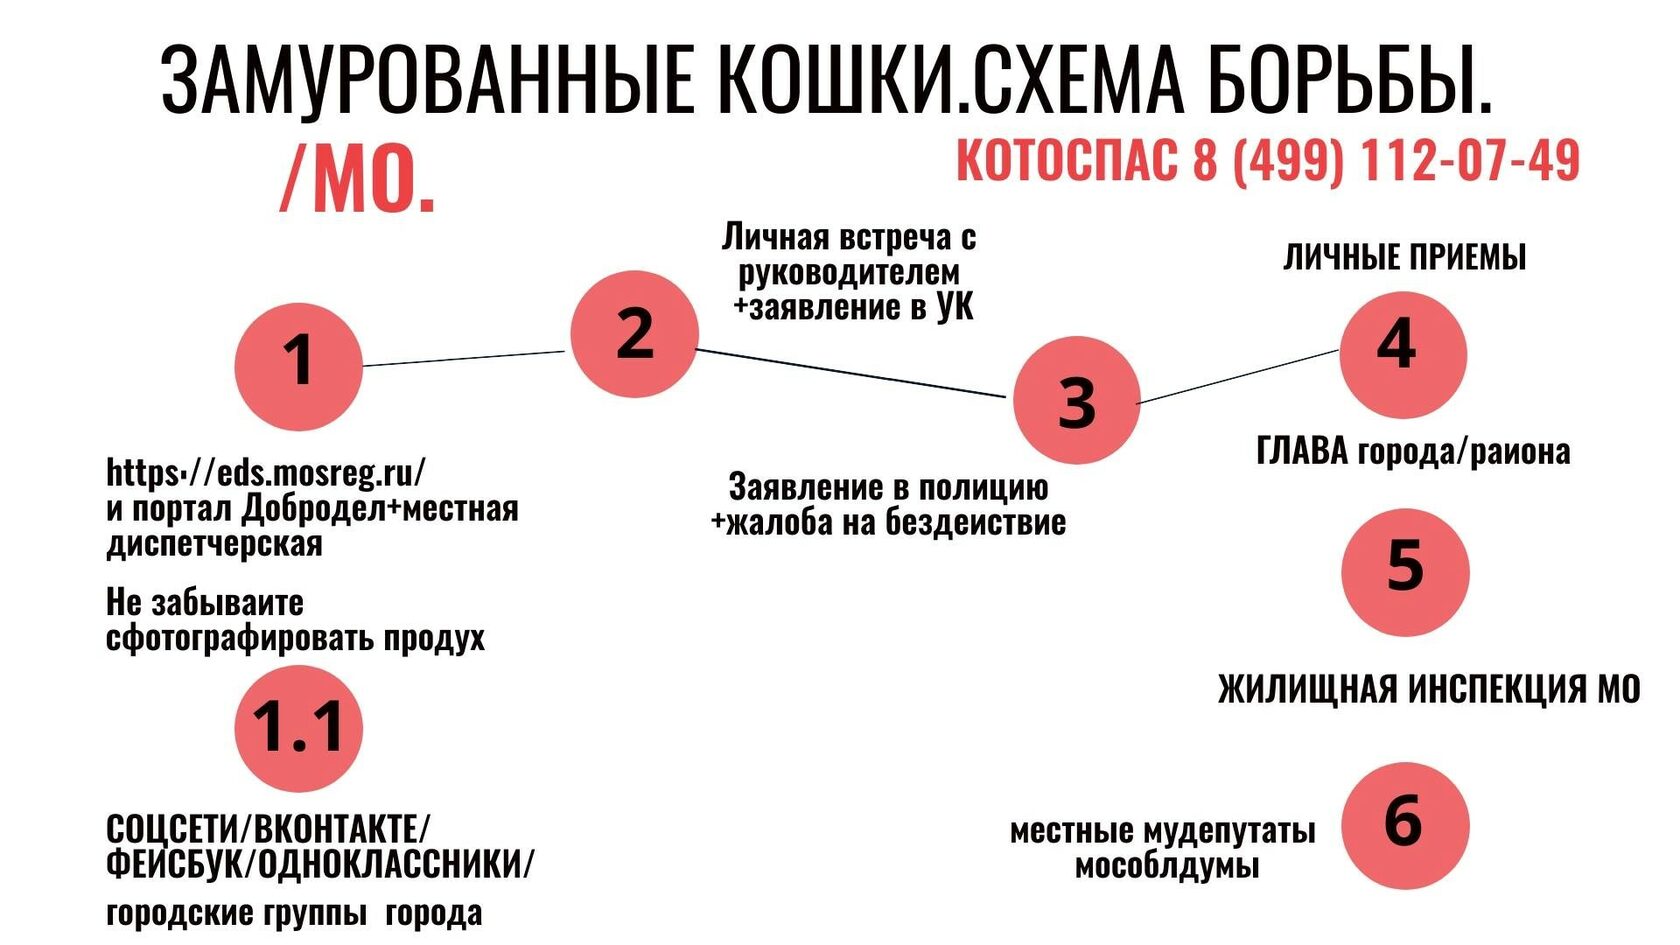 ЗАМУРОВАННЫЕ КОШКИ.СХЕМА БОРЬБЫ.
/МО.
КОТОСПАС 8 (499) 112-07-49
1
https://eds.mosreg.ru/
и портал Добродел+местная
диспетчерская
Не забываите
сфотографировать продух
1.1
СОЦСЕТИ/ВКОНТАКТЕ/
ФЕЙСБУК/ОДНОКЛАССНИКИ/
городские группы города
2
Личная встреча с
руководителем
+заявление в УК
3
Заявление в полицию
+жалоба на бездеиствие
ЛИЧНЫЕ ПРИЕМЫ
4
ГЛАВА города/раиона
5
ЖИЛИЩНАЯ ИНСПЕКЦИЯ МО
6
местные мудепутаты
мособлдумы